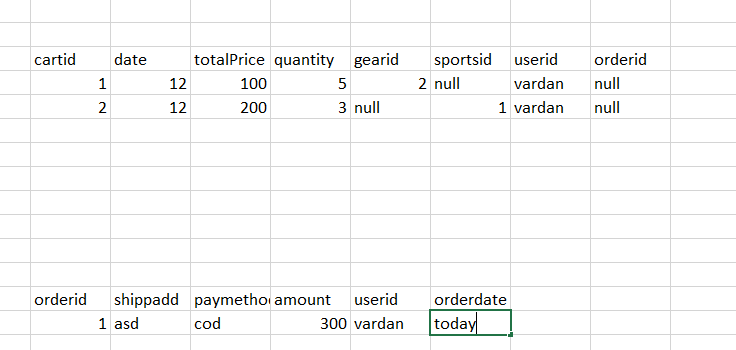 cartid date totalPrice quantity gearid sportsid userid orderid
1 12 100 5 2 null vardan null
2 12 200 3 null 1 vardan null
orderid shippadd paymetho amount userid orderdate
1 asd cod 300 vardan today